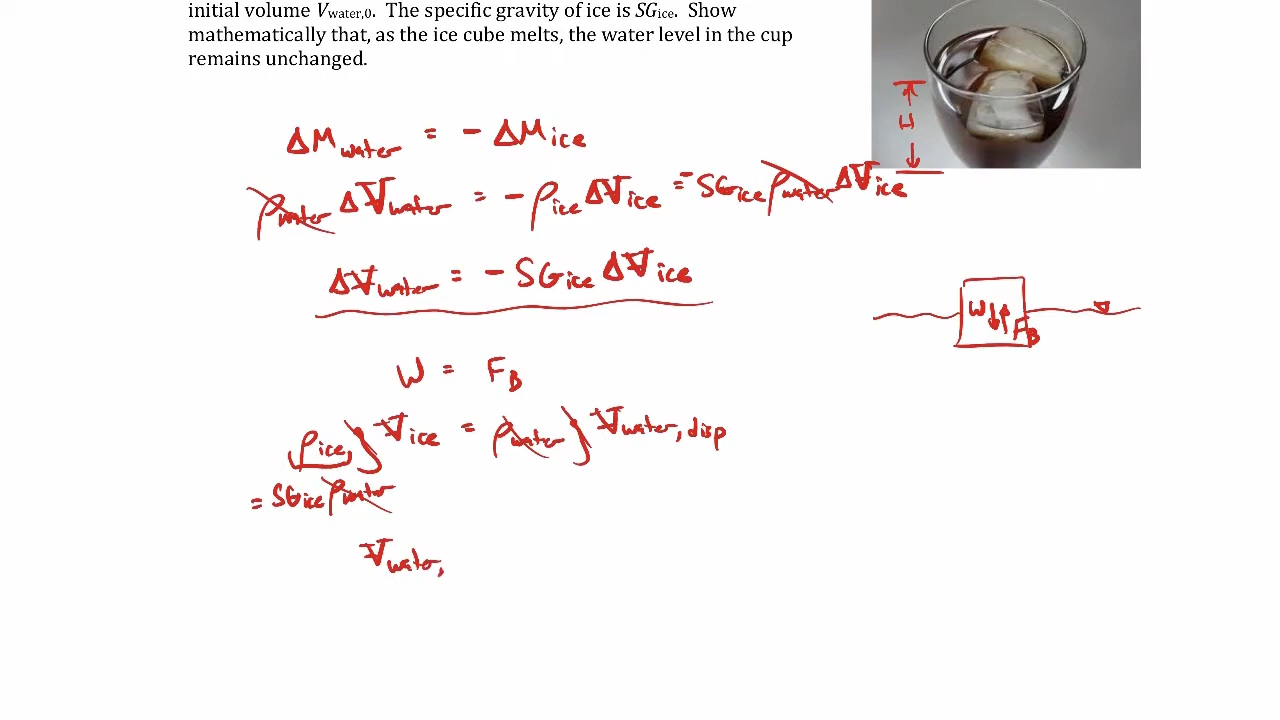 initial volume Vwater,0. The specific gravity of ice is SGice. Show
mathematically that, as the ice cube melts, the water level in the cup
remains unchanged.
H
ΔMwater = - ΔMice
ρwater ΔVwater = - ρice ΔVice = - SGice ρwater ΔVice
ΔVwater = - SGice ΔVice
W FB
W = FB
ρice g Vice = ρwater g Vwater, disp
= SGice ρwater
Vwater,